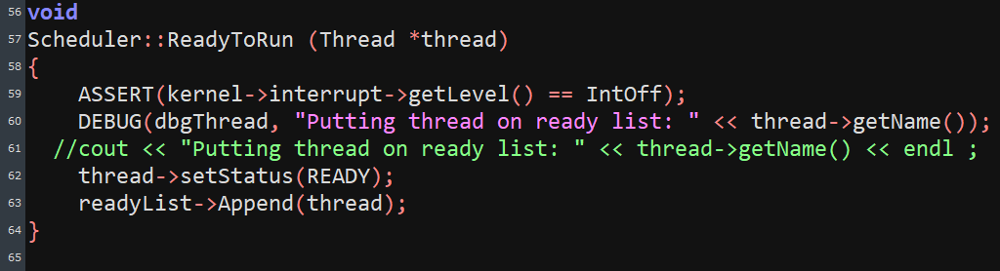 56 void
57 Scheduler::ReadyToRun (Thread *thread)
58 {
59     ASSERT(kernel->interrupt->getLevel() == IntOff);
60     DEBUG(dbgThread, "Putting thread on ready list: " << thread->getName());
61   //cout << "Putting thread on ready list: " << thread->getName() << endl ;
62     thread->setStatus(READY);
63     readyList->Append(thread);
64 }
65